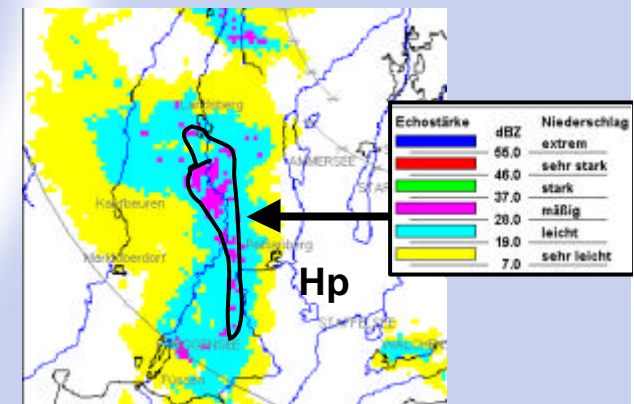 Landsberg
AMMERSEE
Kaufbeuren
Marktoberdorf
Peißenberg
Hp
STAFFELSEE
Füssen
Echostärke dBZ Niederschlag
extrem
55.0 sehr stark
46.0 stark
37.0 mäßig
28.0 leicht
19.0 sehr leicht
7.0